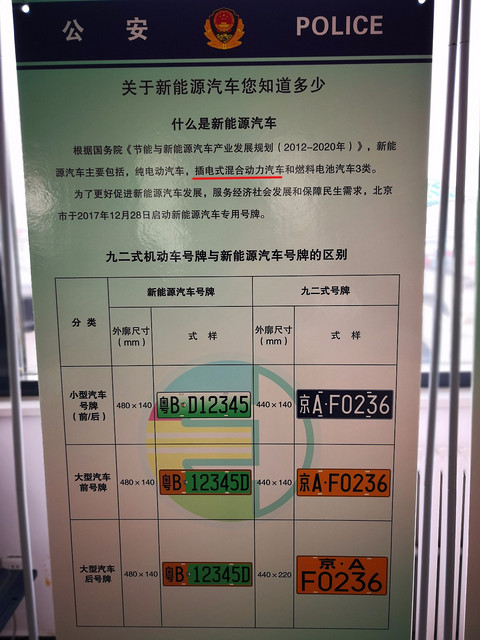 公安 POLICE
关于新能源汽车您知道多少
什么是新能源汽车
根据国务院《节能与新能源汽车产业发展规划（2012-2020年）》，新能
源汽车主要包括，纯电动汽车，插电式混合动力汽车和燃料电池汽车3类。
为了更好促进新能源汽车发展，服务经济社会发展和保障民生需求，北京
市于2017年12月28日启动新能源汽车专用号牌。
九二式机动车号牌与新能源汽车号牌的区别
分类 新能源汽车号牌 九二式号牌
外廓尺寸（mm） 式样 外廓尺寸（mm） 式样
小型汽车号牌（前/后） 480×140 粤B·D12345 440×140 京A·F0236
大型汽车前号牌 480×140 粤B·12345D 440×140 京A·F0236
大型汽车后号牌 480×140 粤B·12345D 440×220 京·A F0236